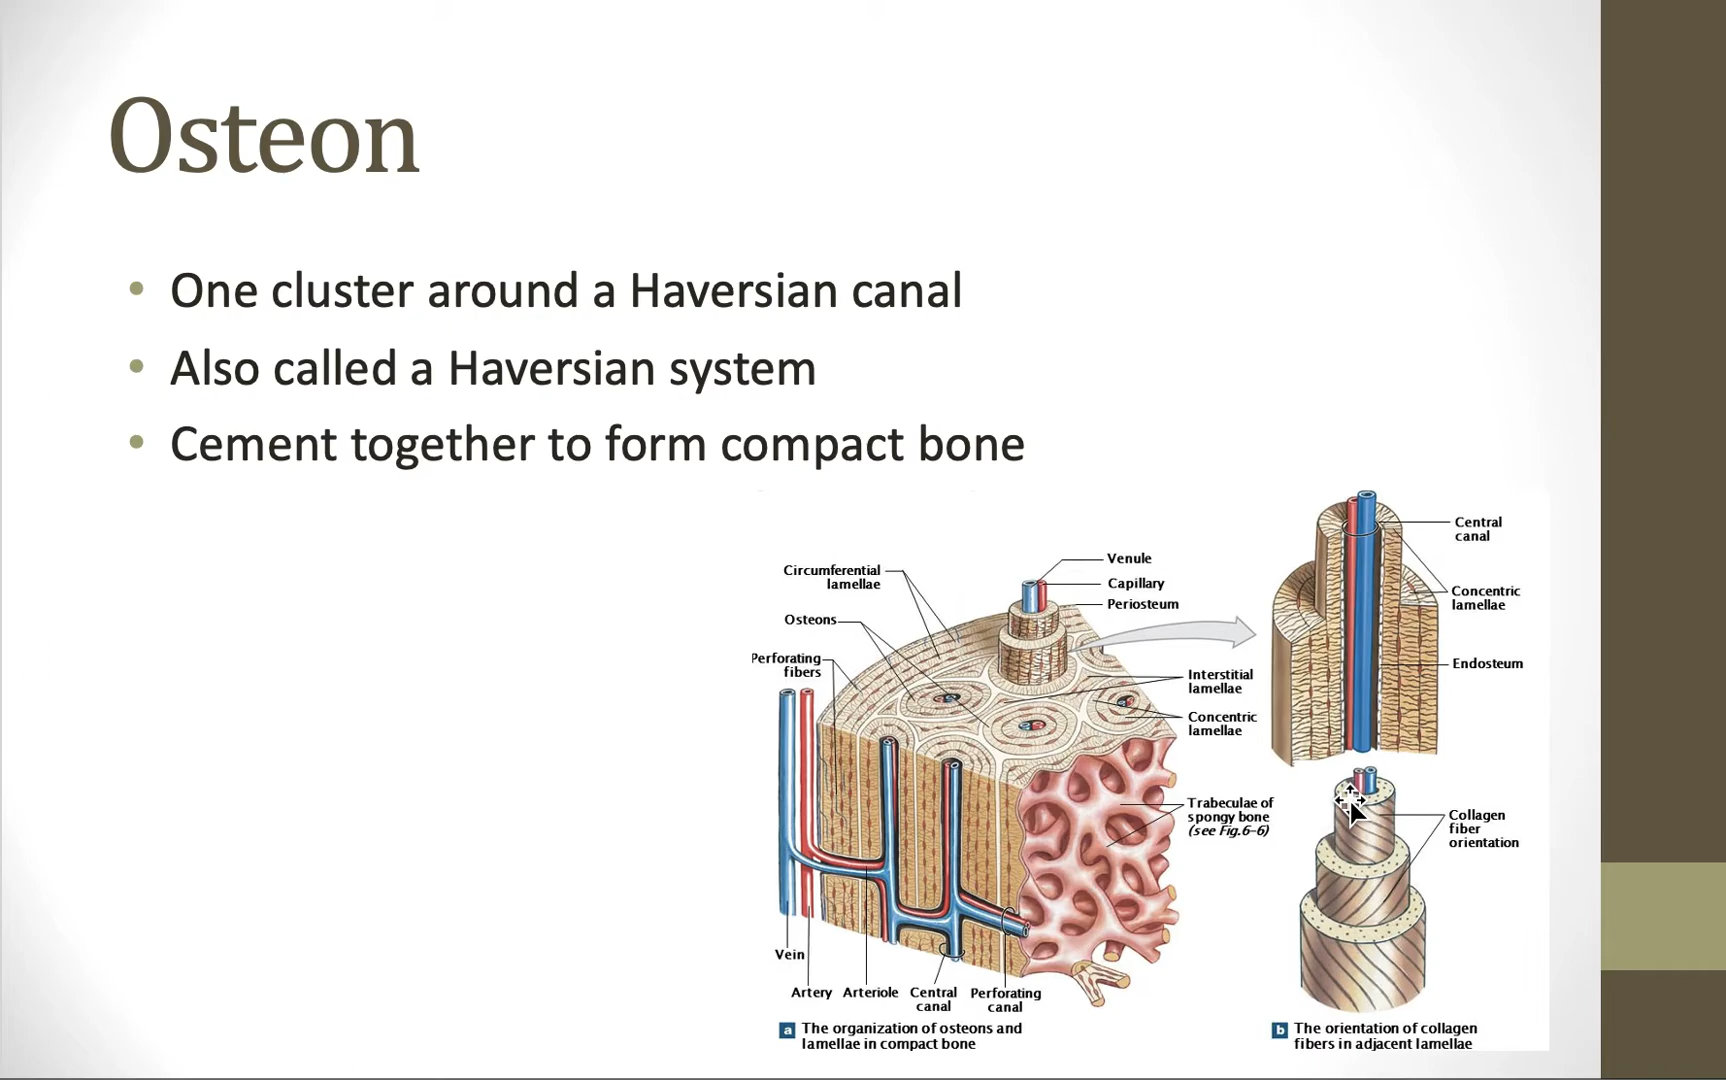 Osteon
• One cluster around a Haversian canal
• Also called a Haversian system
• Cement together to form compact bone
Circumferential
lamellae
Osteons
Perforating
fibers
Venule
Capillary
Periosteum
Interstitial
lamellae
Concentric
lamellae
Trabeculae of
spongy bone
(see Fig.6–6)
Vein
Artery
Arteriole
Central
canal
Perforating
canal
a The organization of osteons and
lamellae in compact bone
Central
canal
Concentric
lamellae
Endosteum
Collagen
fiber
orientation
b The orientation of collagen
fibers in adjacent lamellae